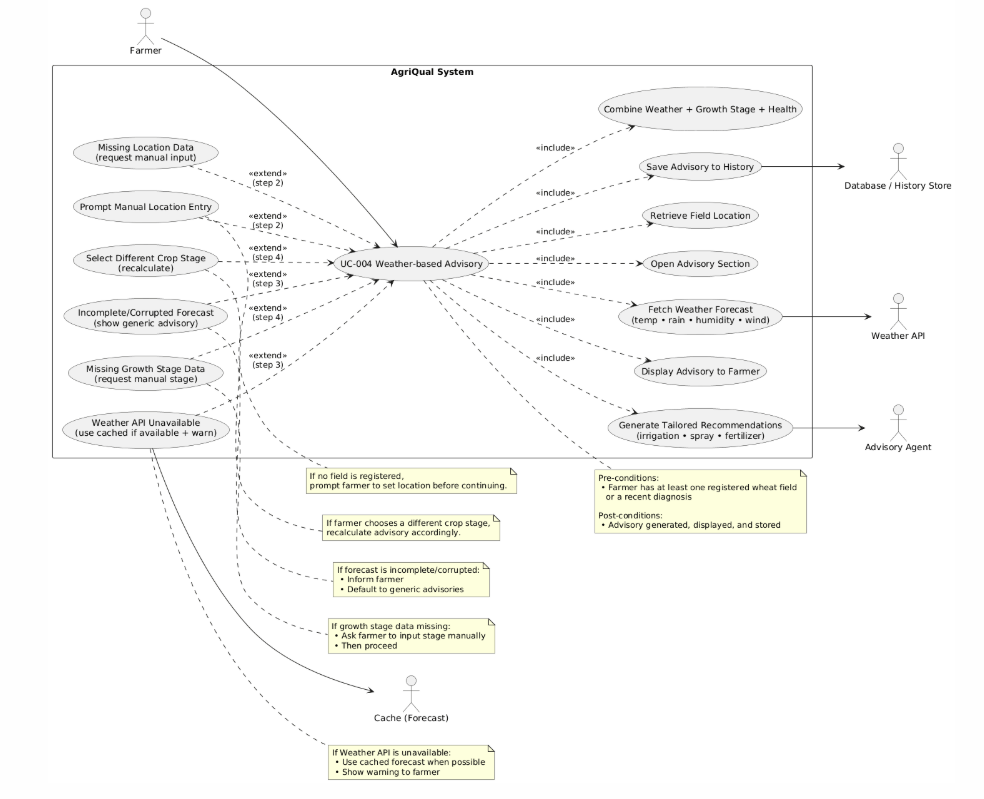 Farmer
AgriQual System
Combine Weather + Growth Stage + Health
Missing Location Data
(request manual input)
«extend»
(step 2)
«include»
Save Advisory to History
Database / History Store
Prompt Manual Location Entry
«extend»
(step 2)
«include»
Retrieve Field Location
«include»
Select Different Crop Stage
(recalculate)
«extend»
(step 4)
UC-004 Weather-based Advisory
«include»
Open Advisory Section
Incomplete/Corrupted Forecast
(show generic advisory)
«extend»
(step 3)
«include»
Fetch Weather Forecast
(temp • rain • humidity • wind)
Weather API
Missing Growth Stage Data
(request manual stage)
«extend»
(step 4)
«include»
Display Advisory to Farmer
Weather API Unavailable
(use cached if available + warn)
«extend»
(step 3)
«include»
Generate Tailored Recommendations
(irrigation • spray • fertilizer)
Advisory Agent
If no field is registered,
prompt farmer to set location before continuing.
Pre-conditions:
• Farmer has at least one registered wheat field
or a recent diagnosis
Post-conditions:
• Advisory generated, displayed, and stored
If farmer chooses a different crop stage,
recalculate advisory accordingly.
If forecast is incomplete/corrupted:
• Inform farmer
• Default to generic advisories
If growth stage data missing:
• Ask farmer to input stage manually
• Then proceed
Cache (Forecast)
If Weather API is unavailable:
• Use cached forecast when possible
• Show warning to farmer